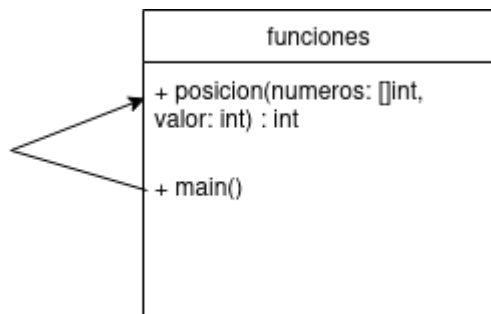 funciones
+ posicion(numeros: []int,
valor: int) : int
+ main()